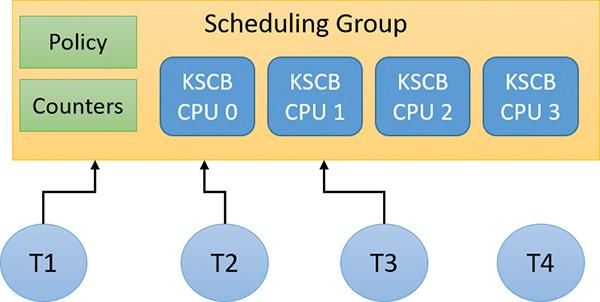 Scheduling Group
Policy
Counters
KSCB
CPU 0
KSCB
CPU 1
KSCB
CPU 2
KSCB
CPU 3
T1
T2
T3
T4